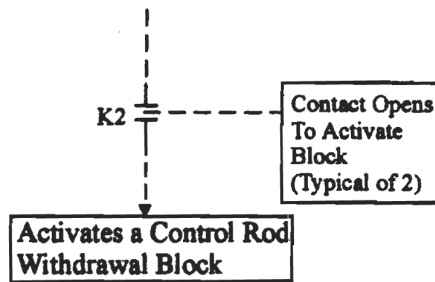 K2
Contact Opens
To Activate
Block
(Typical of 2)
Activates a Control Rod
Withdrawal Block